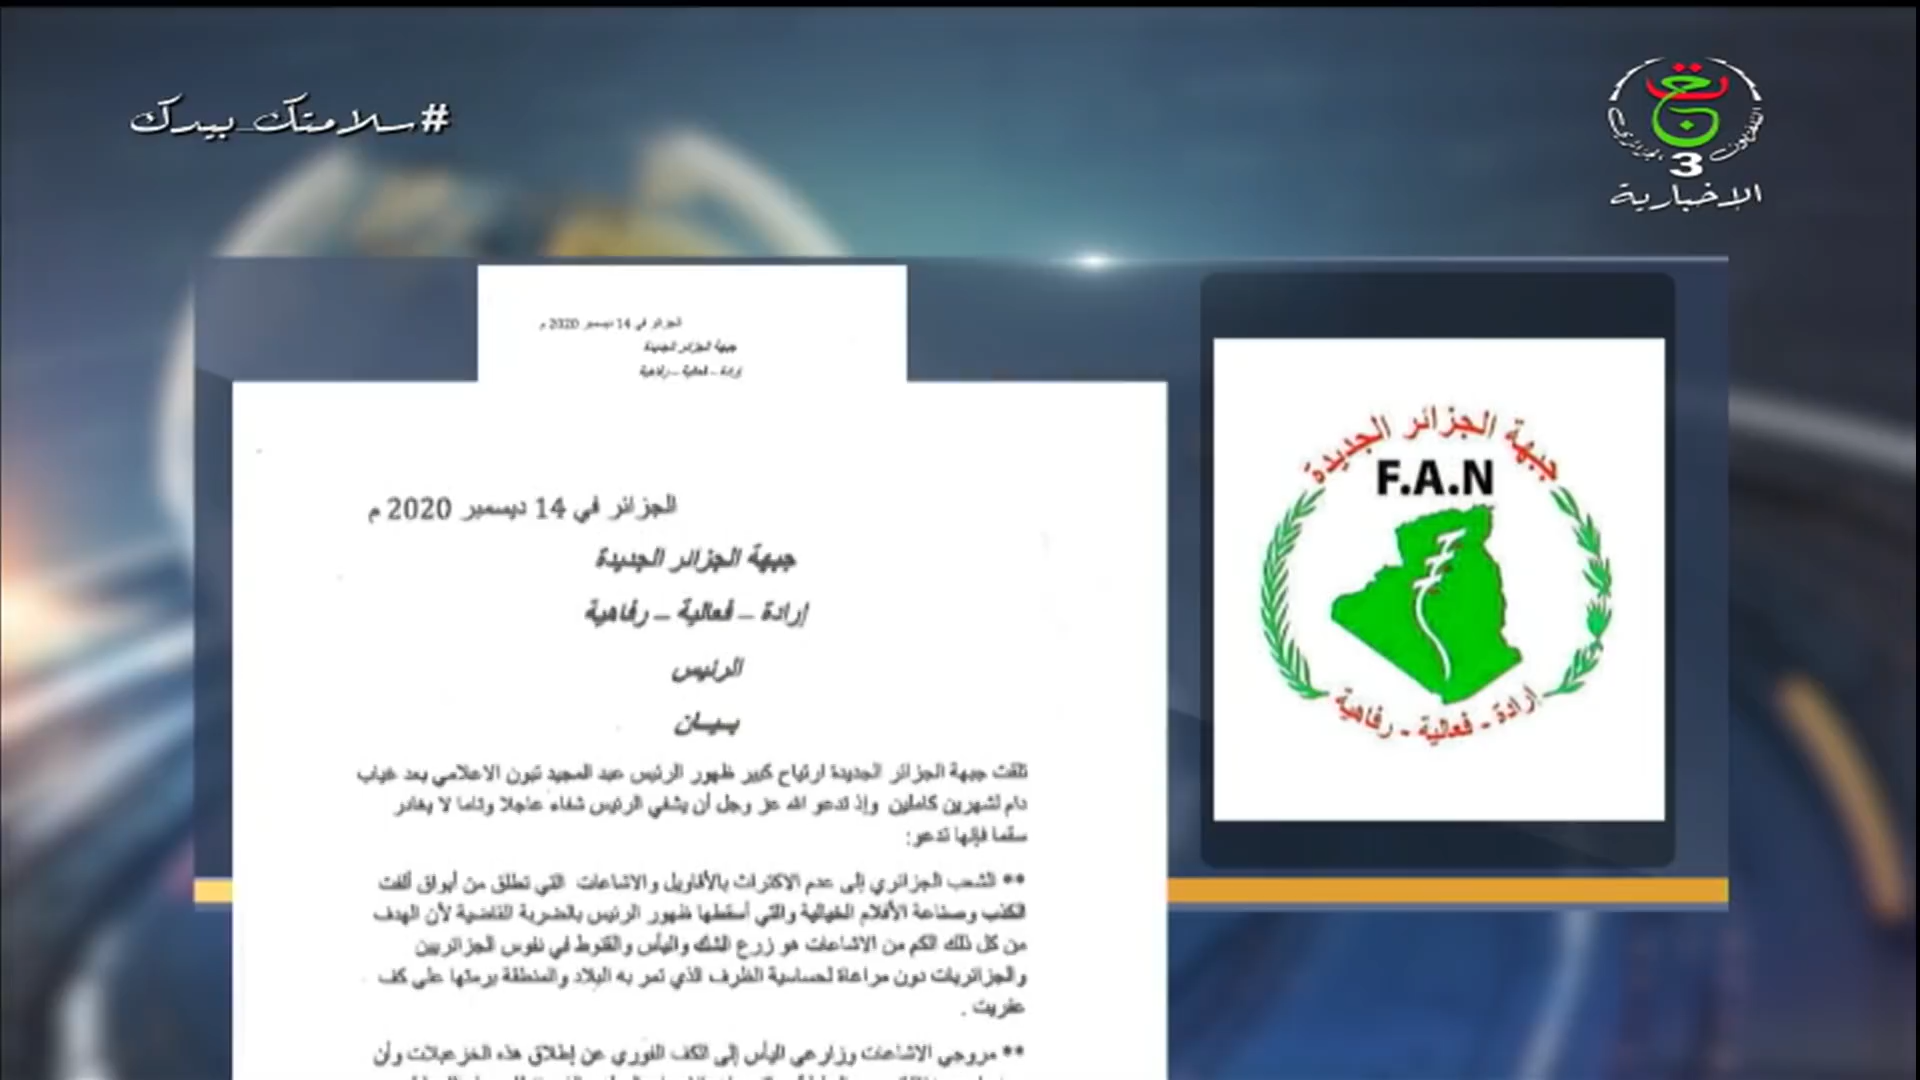 #سلامتك_بيدك
التلفزيون الجزائري
3
الإخبارية
الجزائر في 14 ديسمبر 2020 م
جبهة الجزائر الجديدة
إرادة – فعالية – رفاهية
الجزائر في 14 ديسمبر 2020 م
جبهة الجزائر الجديدة
إرادة – فعالية – رفاهية
الرئيس
بـيـــان
تلقت جبهة الجزائر الجديدة ارتياح كبير ظهور الرئيس عبد المجيد تبون الاعلامي بعد غياب
دام لشهرين كاملين وإذ تدعو الله عز وجل أن يشفي الرئيس شفاء عاجلا وتاما لا يغادر
سقما فإنها تدعو:
** الشعب الجزائري إلى عدم الاكتراث بالأقاويل والاشاعات التي تطلق من أبواق ألفت
الكذب وصناعة الأفلام الخيالية والتي أسقطها ظهور الرئيس بالضربة القاضية لأن الهدف
من كل ذلك الكم من الاشاعات هو زرع الشك واليأس والقنوط في نفوس الجزائريين
والجزائريات دون مراعاة لحساسية الظرف الذي تمر به البلاد والمنطقة برمتها على كف
عفريت .
** مروجي الاشاعات وزارعي اليأس إلى الكف الفوري عن إطلاق هذه الخزعبلات وأن
جبهة الجزائر الجديدة
F.A.N
إرادة - فعالية - رفاهية